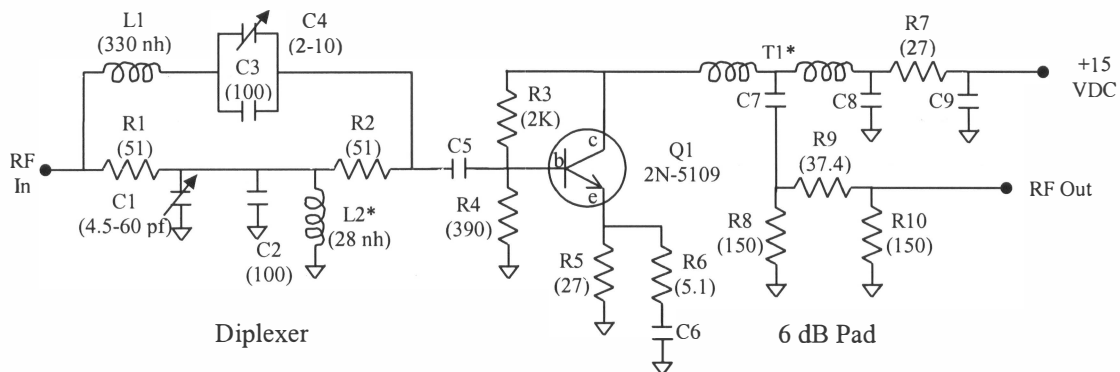 L1
(330 nh)
C4
(2-10)
C3
(100)
R1
(51)
R2
(51)
RF
In
C1
(4.5-60 pf)
C2
(100)
L2*
(28 nh)
C5
R3
(2K)
R4
(390)
b
c
e
Q1
2N-5109
R5
(27)
R6
(5.1)
C6
T1*
C7
C8
R7
(27)
C9
+15
VDC
R9
(37.4)
R8
(150)
R10
(150)
RF Out
Diplexer
6 dB Pad